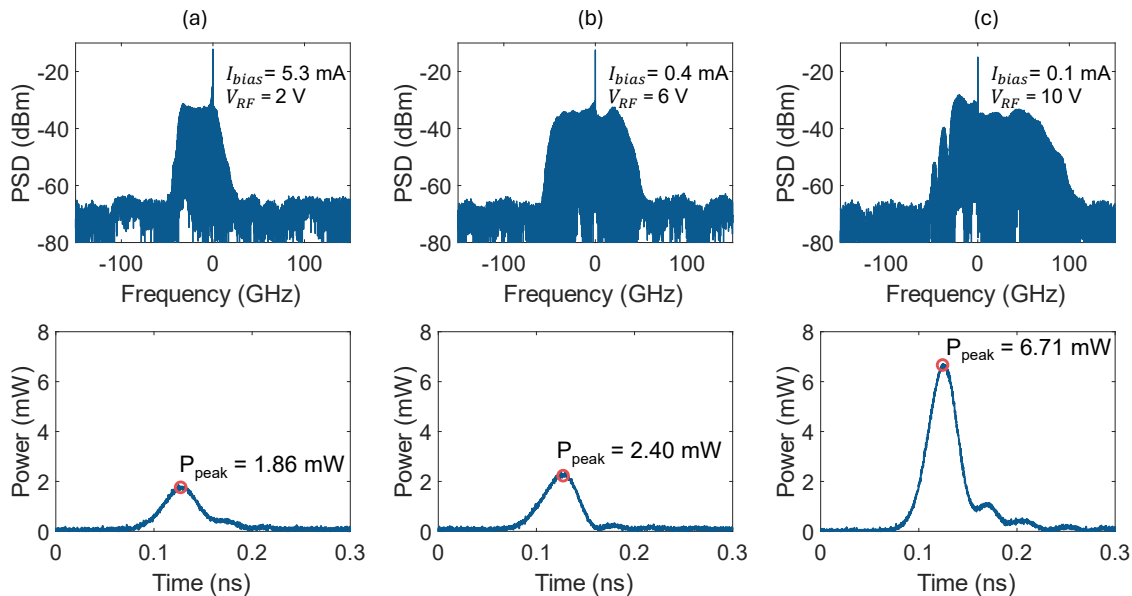 (a)
(b)
(c)
PSD (dBm)
-20
-40
-60
-80
I_bias = 5.3 mA
V_RF = 2 V
-100
0
100
Frequency (GHz)
PSD (dBm)
-20
-40
-60
-80
I_bias = 0.4 mA
V_RF = 6 V
-100
0
100
Frequency (GHz)
PSD (dBm)
-20
-40
-60
-80
I_bias = 0.1 mA
V_RF = 10 V
-100
0
100
Frequency (GHz)
Power (mW)
8
6
4
2
0
P_peak = 1.86 mW
0
0.1
0.2
0.3
Time (ns)
Power (mW)
8
6
4
2
0
P_peak = 2.40 mW
0
0.1
0.2
0.3
Time (ns)
Power (mW)
8
6
4
2
0
P_peak = 6.71 mW
0
0.1
0.2
0.3
Time (ns)